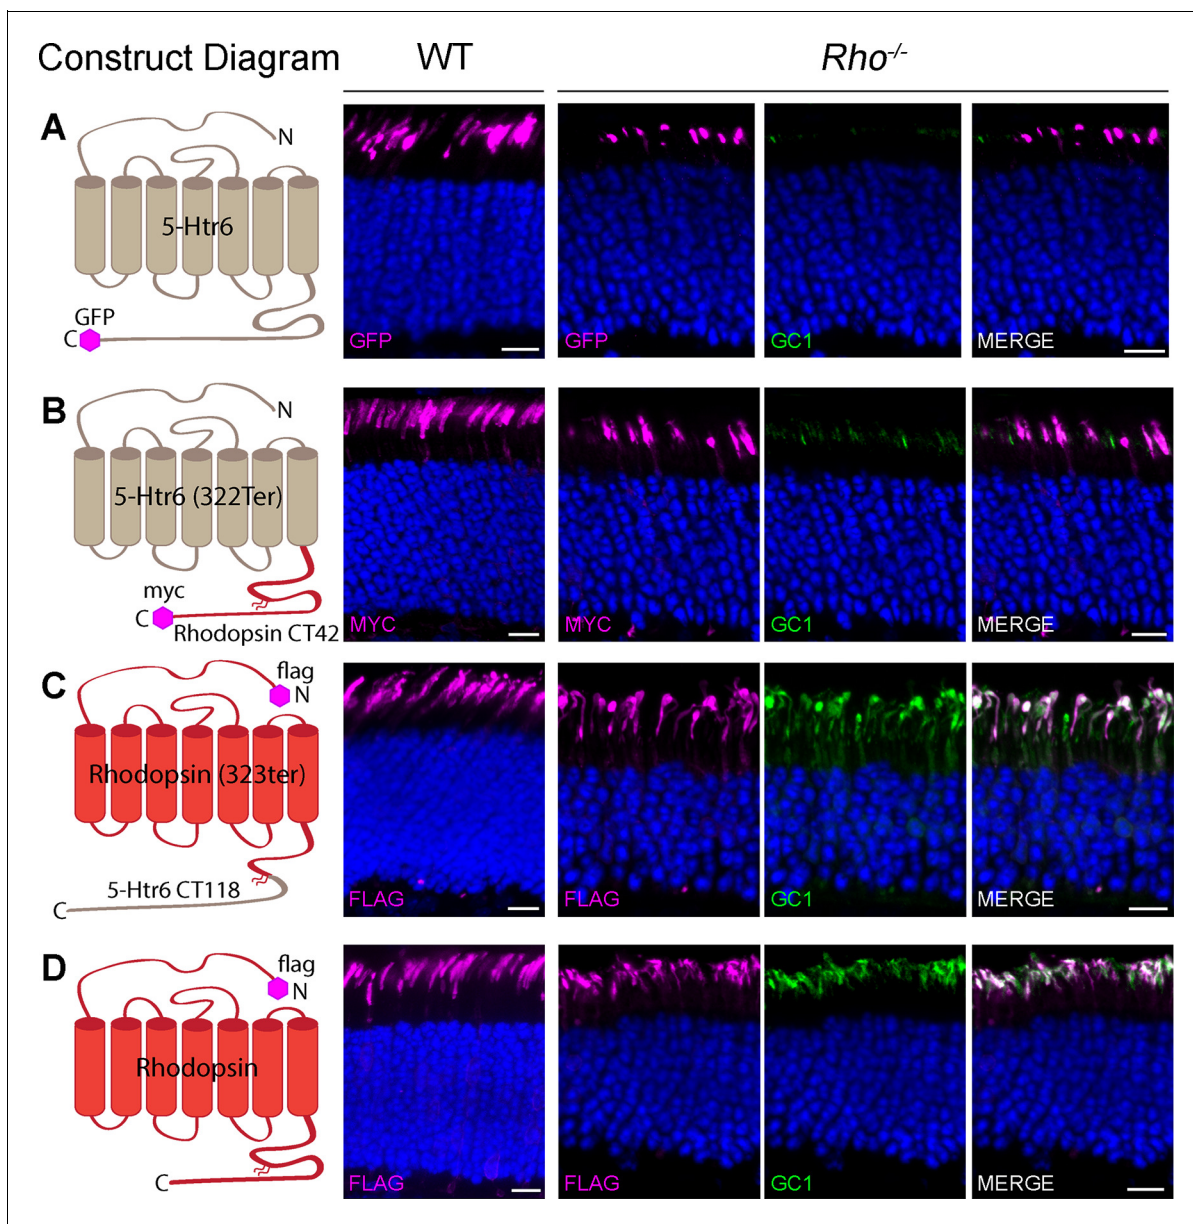 Construct Diagram WT Rho-/-
A
N
5-Htr6
GFP
C
GFP GFP GC1 MERGE
B
N
5-Htr6 (322Ter)
myc
C
Rhodopsin CT42
MYC MYC GC1 MERGE
C
flag
N
Rhodopsin (323ter)
5-Htr6 CT118
C
FLAG FLAG GC1 MERGE
D
flag
N
Rhodopsin
C
FLAG FLAG GC1 MERGE